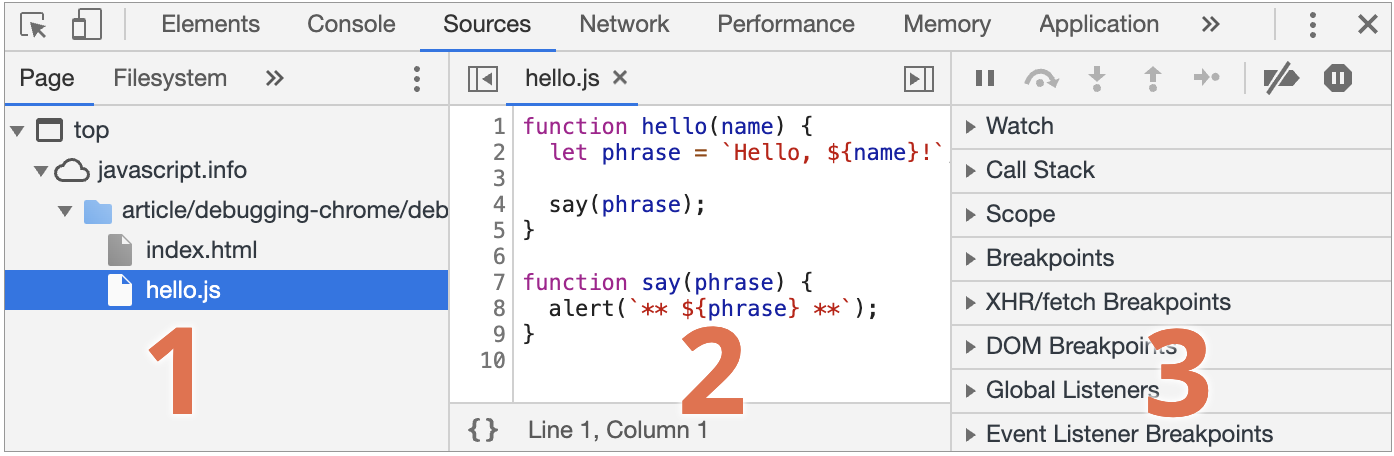 Elements Console Sources Network Performance Memory Application »
Page Filesystem »
top
javascript.info
article/debugging-chrome/deb
index.html
hello.js
1
hello.js ×
1 function hello(name) {
2   let phrase = `Hello, ${name}!`
3
4   say(phrase);
5 }
6
7 function say(phrase) {
8   alert(`** ${phrase} **`);
9 }
10
2
{} Line 1, Column 1
Watch
Call Stack
Scope
Breakpoints
XHR/fetch Breakpoints
DOM Breakpoints
Global Listeners
Event Listener Breakpoints
3